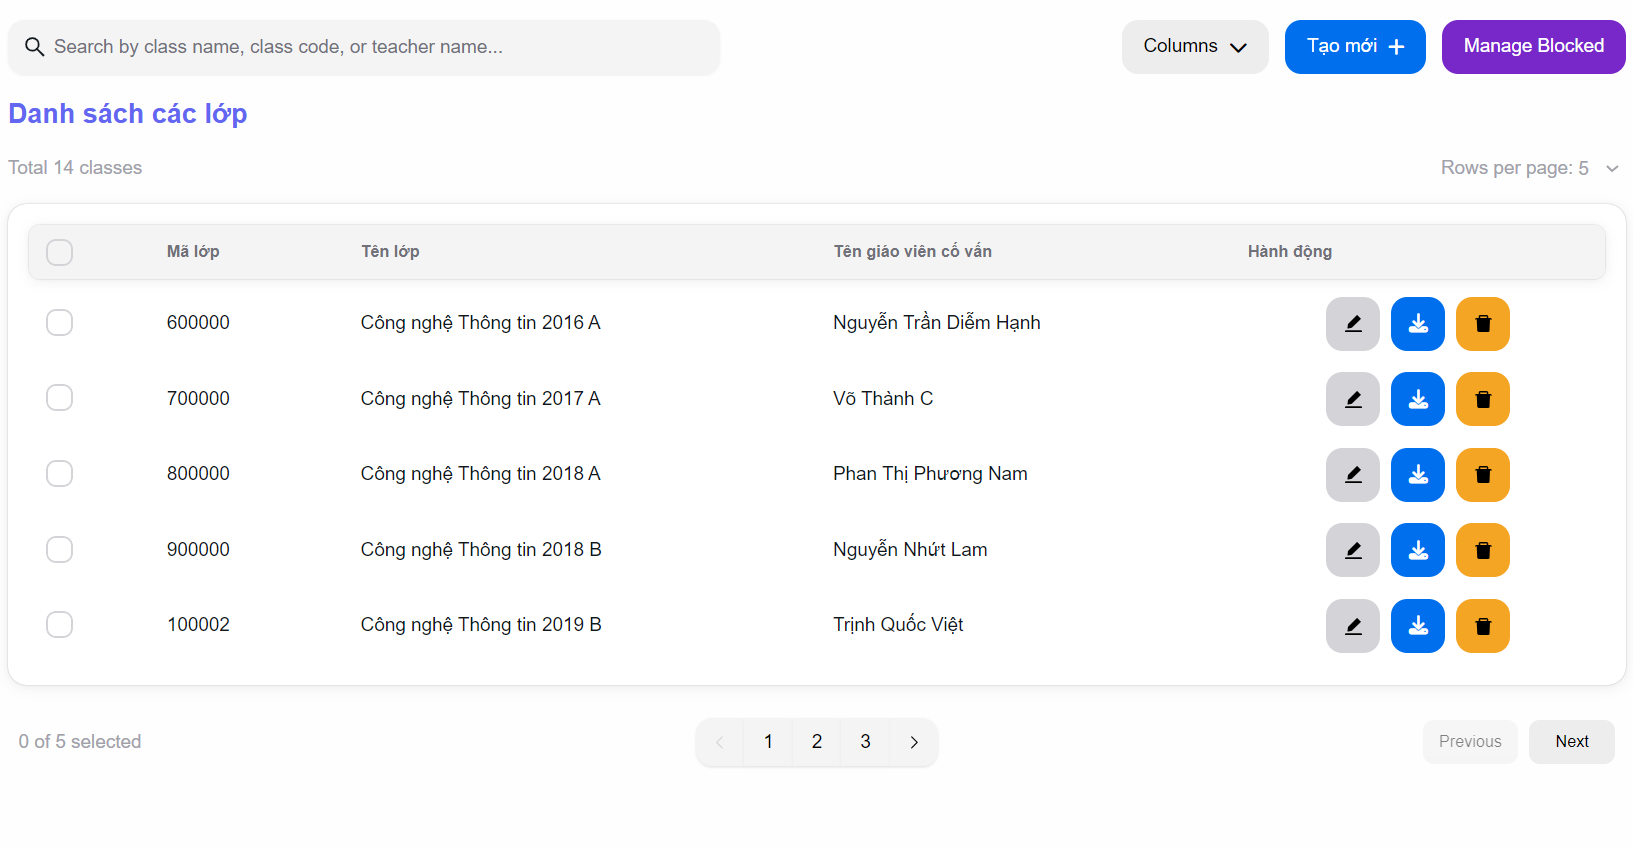 Search by class name, class code, or teacher name...
Columns
Tạo mới
Manage Blocked
Danh sách các lớp
Total 14 classes
Rows per page: 5
Mã lớp Tên lớp Tên giáo viên cố vấn Hành động
600000 Công nghệ Thông tin 2016 A Nguyễn Trần Diễm Hạnh
700000 Công nghệ Thông tin 2017 A Võ Thành C
800000 Công nghệ Thông tin 2018 A Phan Thị Phương Nam
900000 Công nghệ Thông tin 2018 B Nguyễn Nhứt Lam
100002 Công nghệ Thông tin 2019 B Trịnh Quốc Việt
0 of 5 selected
1 2 3
Previous
Next